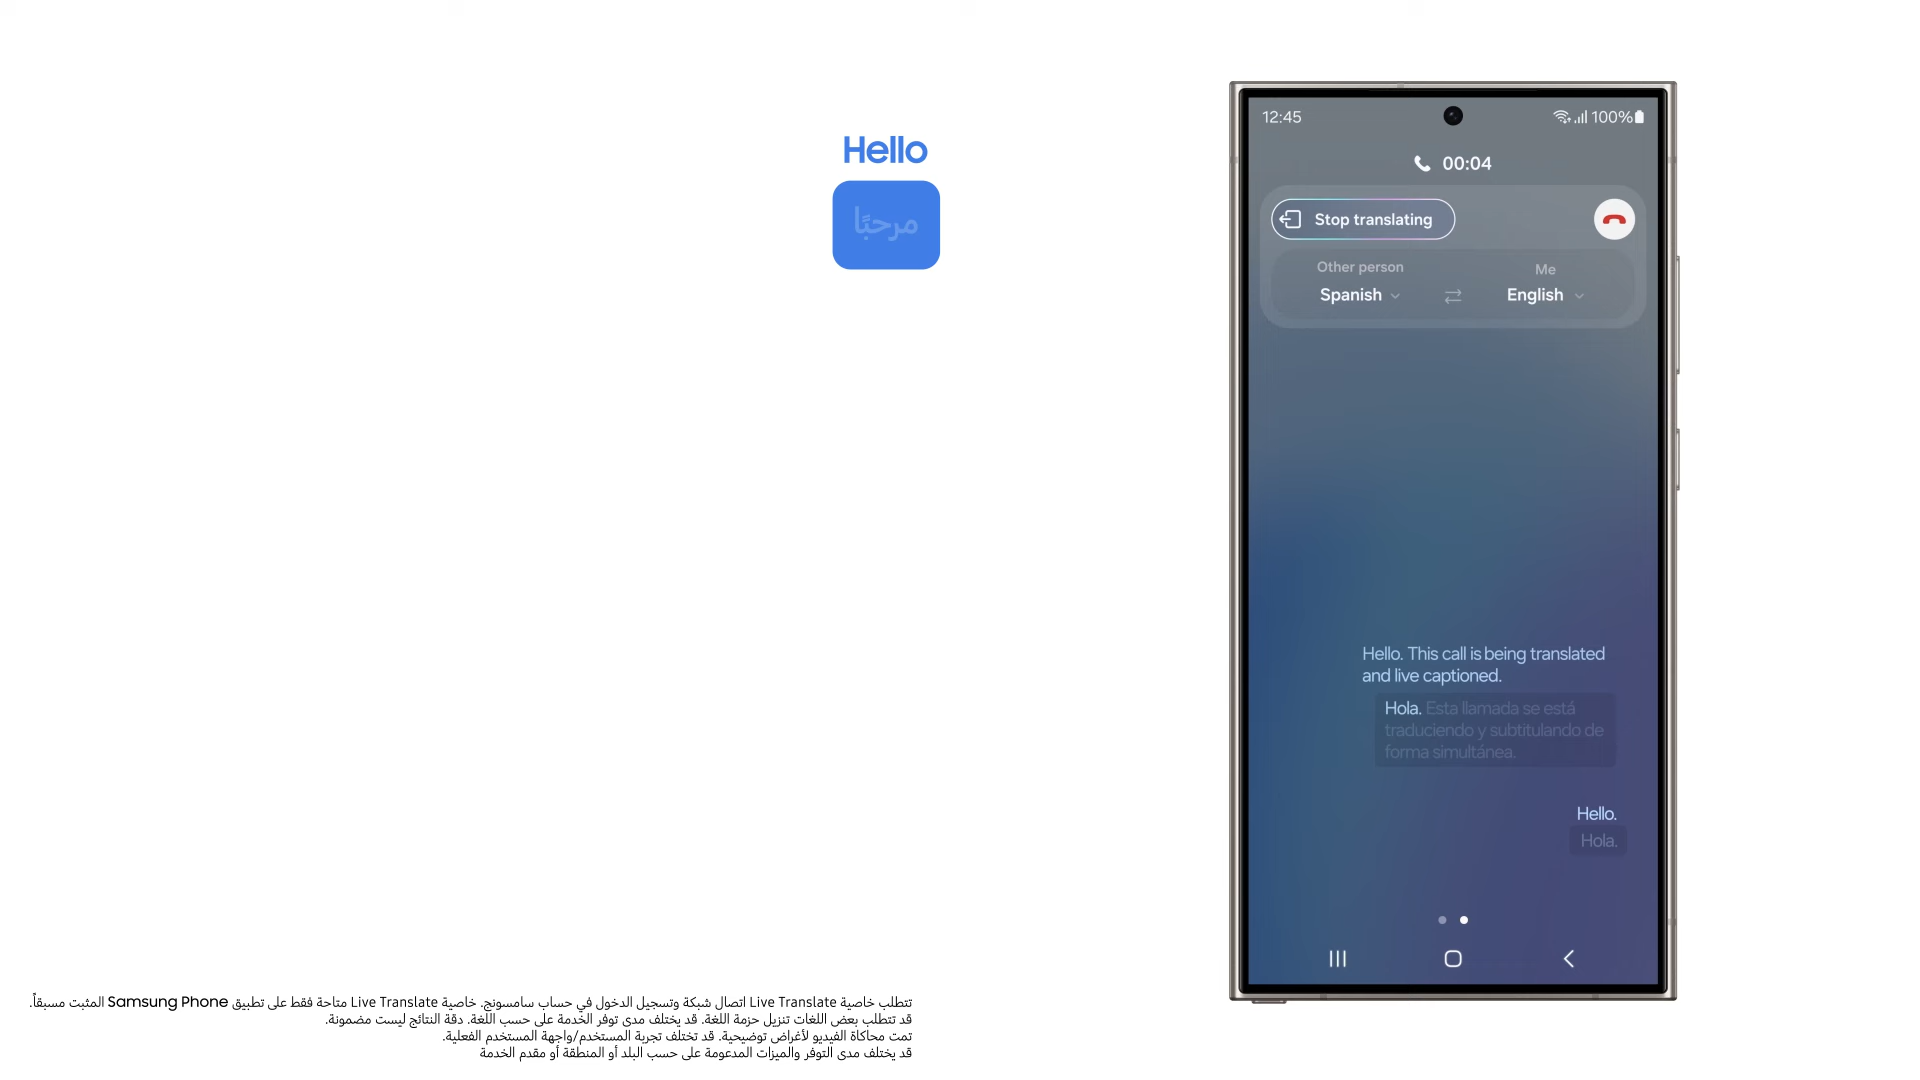 Hello
مرحبًا
12:45
100%
00:04
Stop translating
Other person
Me
Spanish
English
Hello. This call is being translated
and live captioned.
Hola. Esta llamada se está
traduciendo y subtitulando de
forma simultánea.
Hello.
Hola.
تتطلب خاصية Live Translate اتصال شبكة وتسجيل الدخول في حساب سامسونج. خاصية Live Translate متاحة فقط على تطبيق Samsung Phone المثبت مسبقاً.
قد تتطلب بعض اللغات تنزيل حزمة اللغة. قد يختلف مدى توفر الخدمة على حسب اللغة. دقة النتائج ليست مضمونة.
تمت محاكاة الفيديو لأغراض توضيحية. قد تختلف تجربة المستخدم/واجهة المستخدم الفعلية.
قد يختلف مدى التوفر والميزات المدعومة على حسب البلد أو المنطقة أو مقدم الخدمة